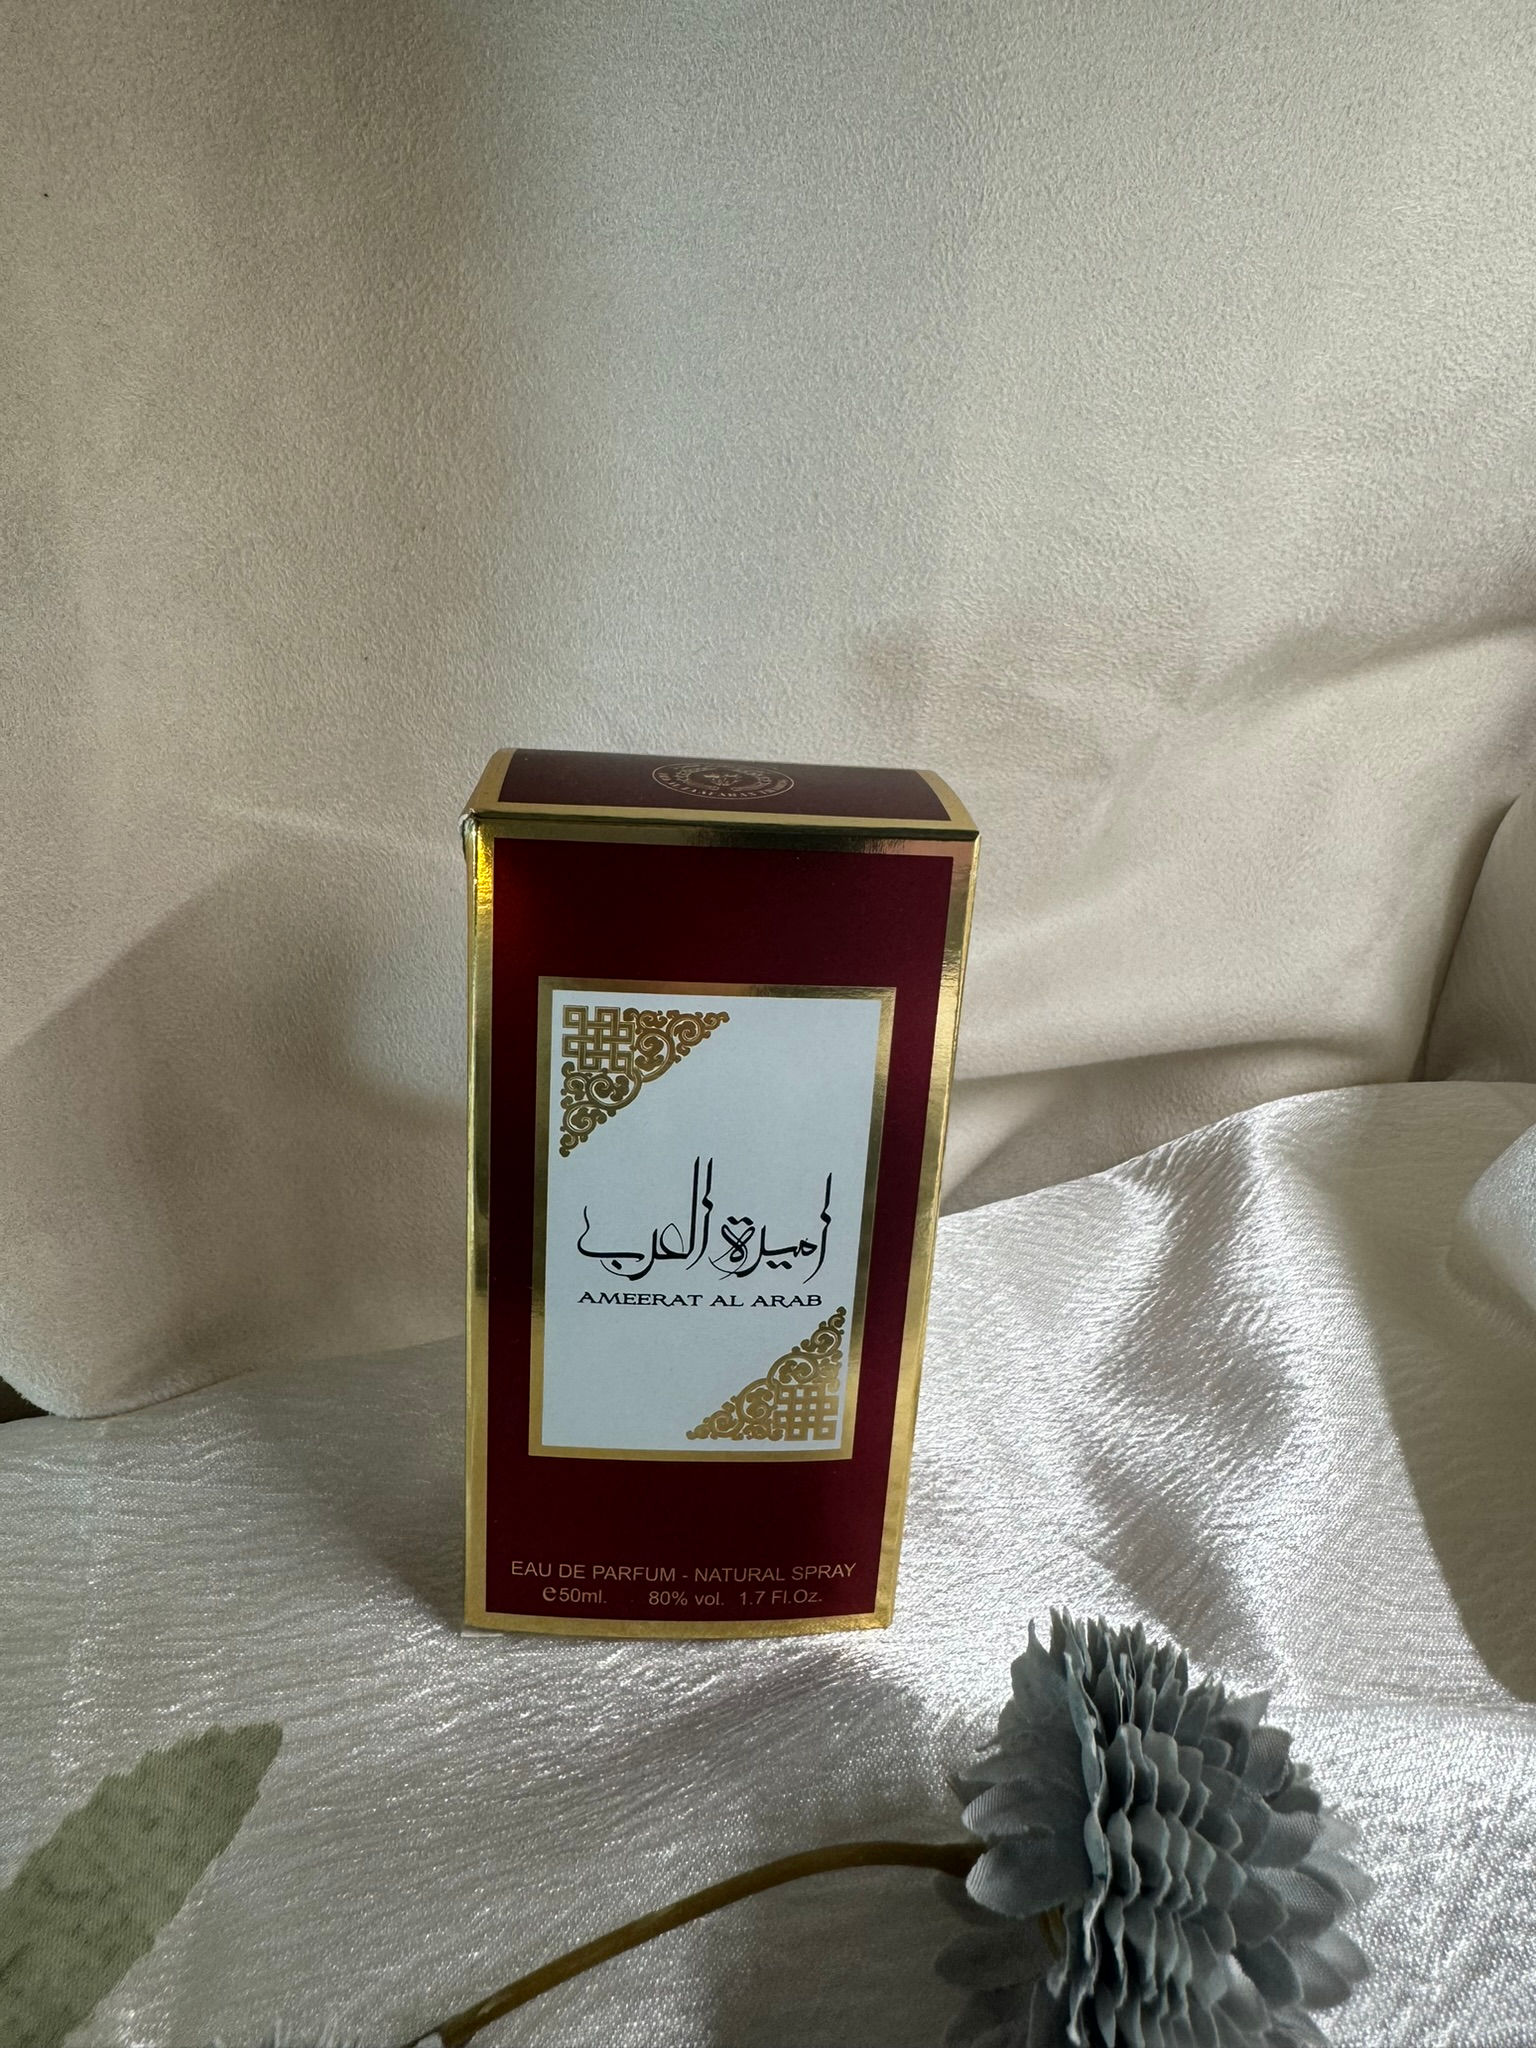 اميرة العرب
AMEERAT AL ARAB
EAU DE PARFUM - NATURAL SPRAY
℮50ml. 80% vol. 1.7 Fl.Oz.